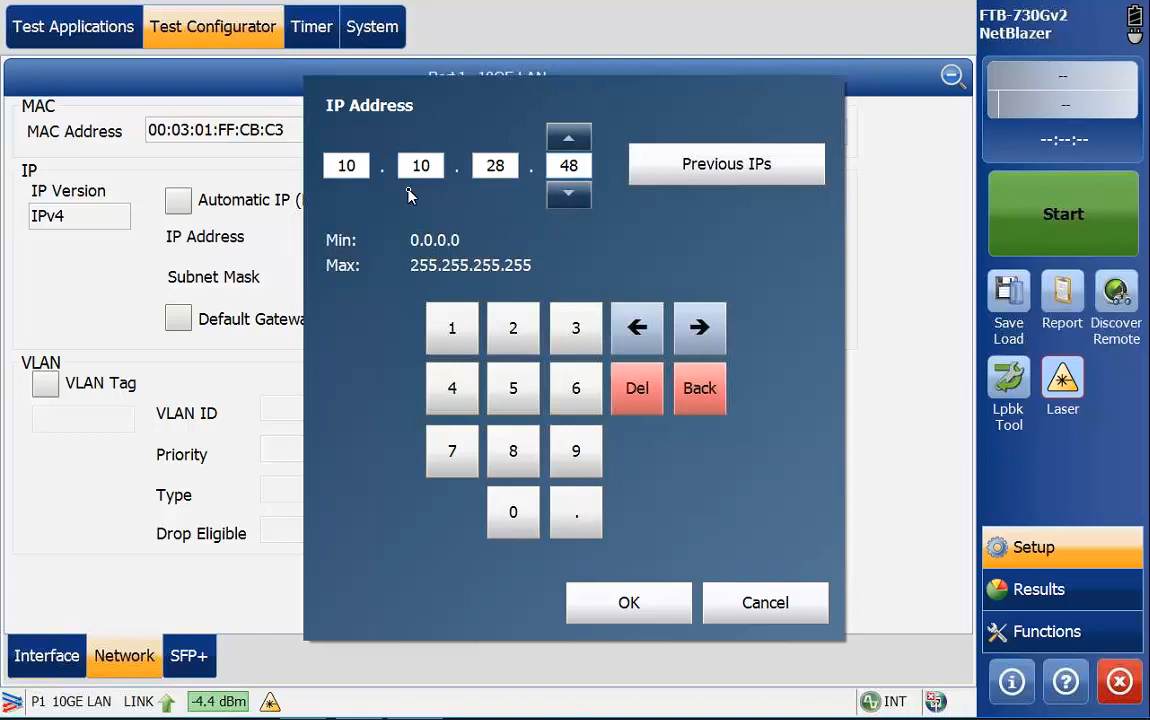 Test Applications
Test Configurator
Timer
System
FTB-730Gv2
NetBlazer
Port 1 - 10GE LAN
--
--
--:--:--
MAC
MAC Address
00:03:01:FF:CB:C3
IP
IP Version
IPv4
Automatic IP (
IP Address
Subnet Mask
Default Gatewa
VLAN
VLAN Tag
VLAN ID
Priority
Type
Drop Eligible
IP Address
10 . 10 . 28 . 48
Previous IPs
Min: 0.0.0.0
Max: 255.255.255.255
1 2 3
4 5 6 Del Back
7 8 9
0 .
OK
Cancel
Start
Save
Load
Report
Discover
Remote
Lpbk
Tool
Laser
Setup
Results
Functions
Interface
Network
SFP+
P1 10GE LAN LINK -4.4 dBm
INT